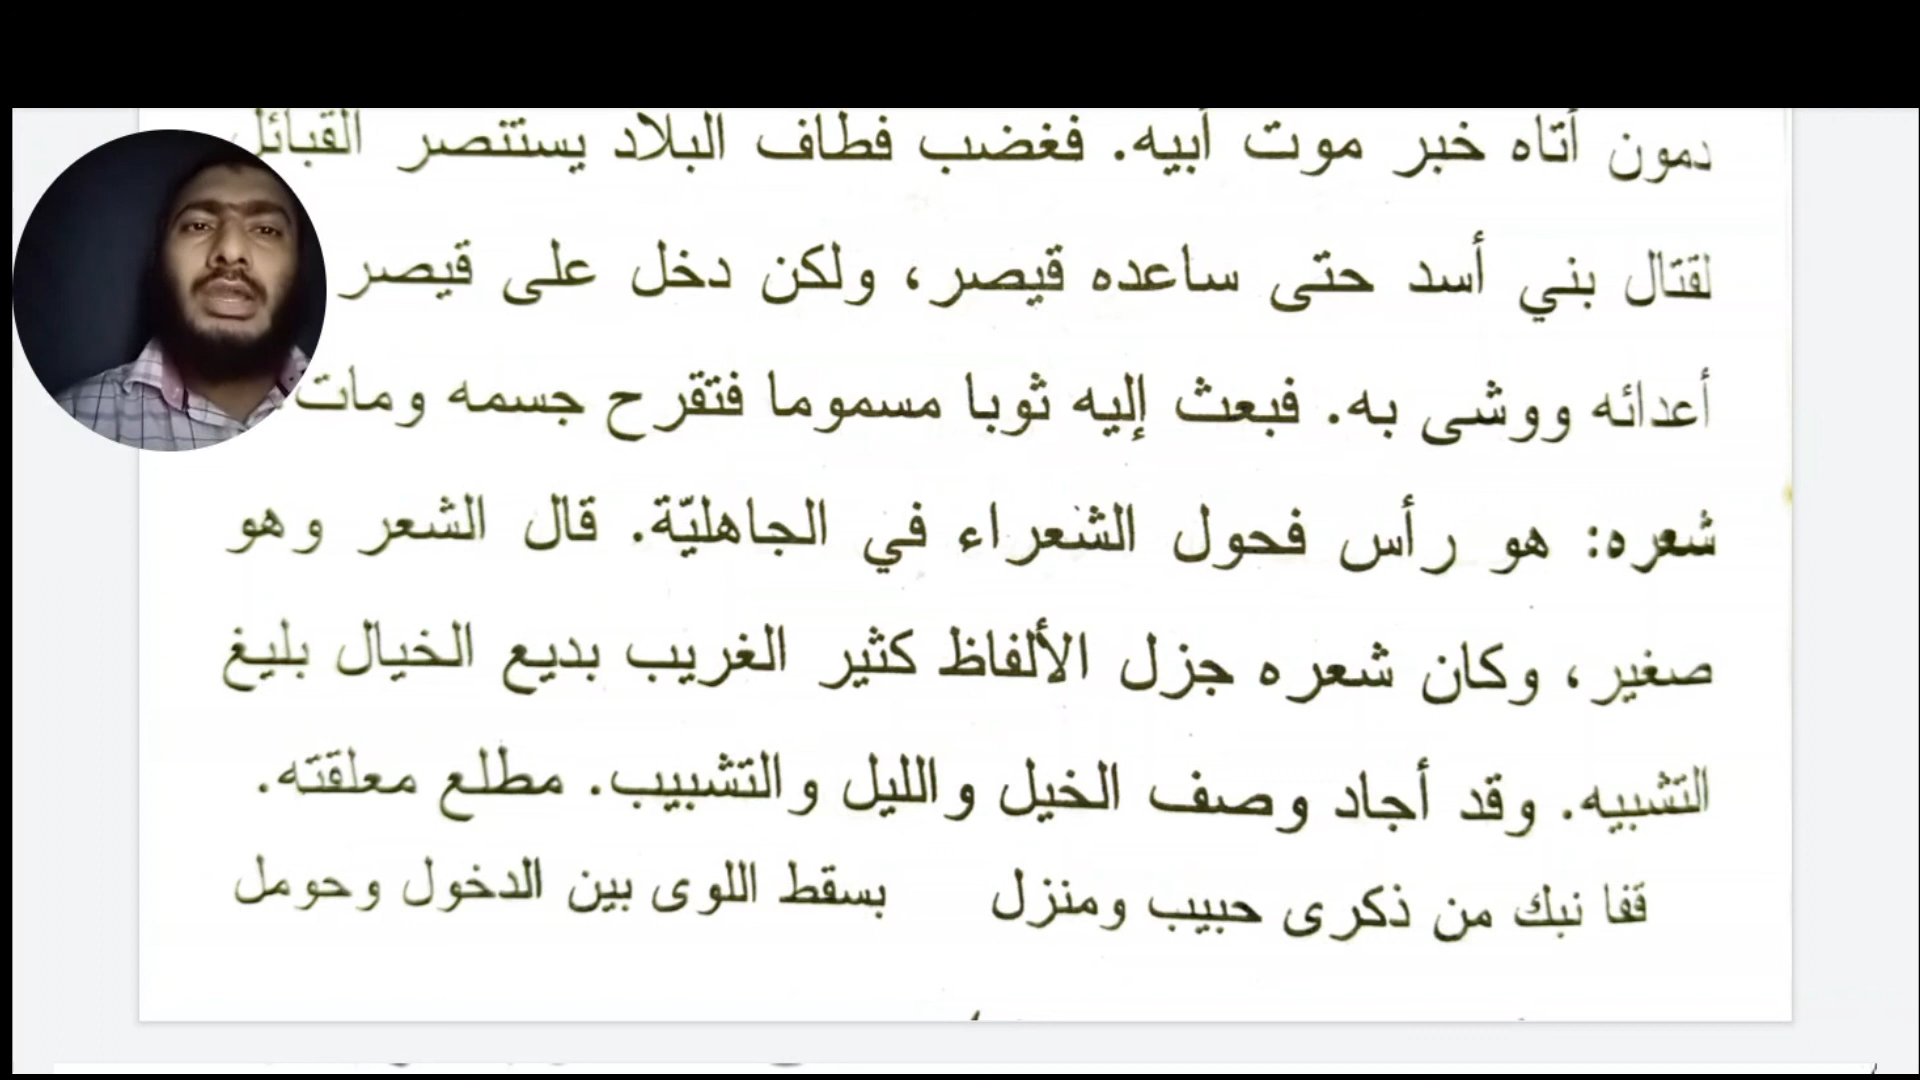 دمون أتاه خبر موت أبيه. فغضب فطاف البلاد يستنصر القبائل
لقتال بني أسد حتى ساعده قيصر، ولكن دخل على قيصر
أعدائه ووشى به. فبعث إليه ثوبا مسموما فتقرح جسمه ومات.
شعره: هو رأس فحول الشعراء في الجاهليّة. قال الشعر وهو
صغير، وكان شعره جزل الألفاظ كثير الغريب بديع الخيال بليغ
التشبيه. وقد أجاد وصف الخيل والليل والتشبيب. مطلع معلقته.
قفا نبك من ذكرى حبيب ومنزل بسقط اللوى بين الدخول وحومل